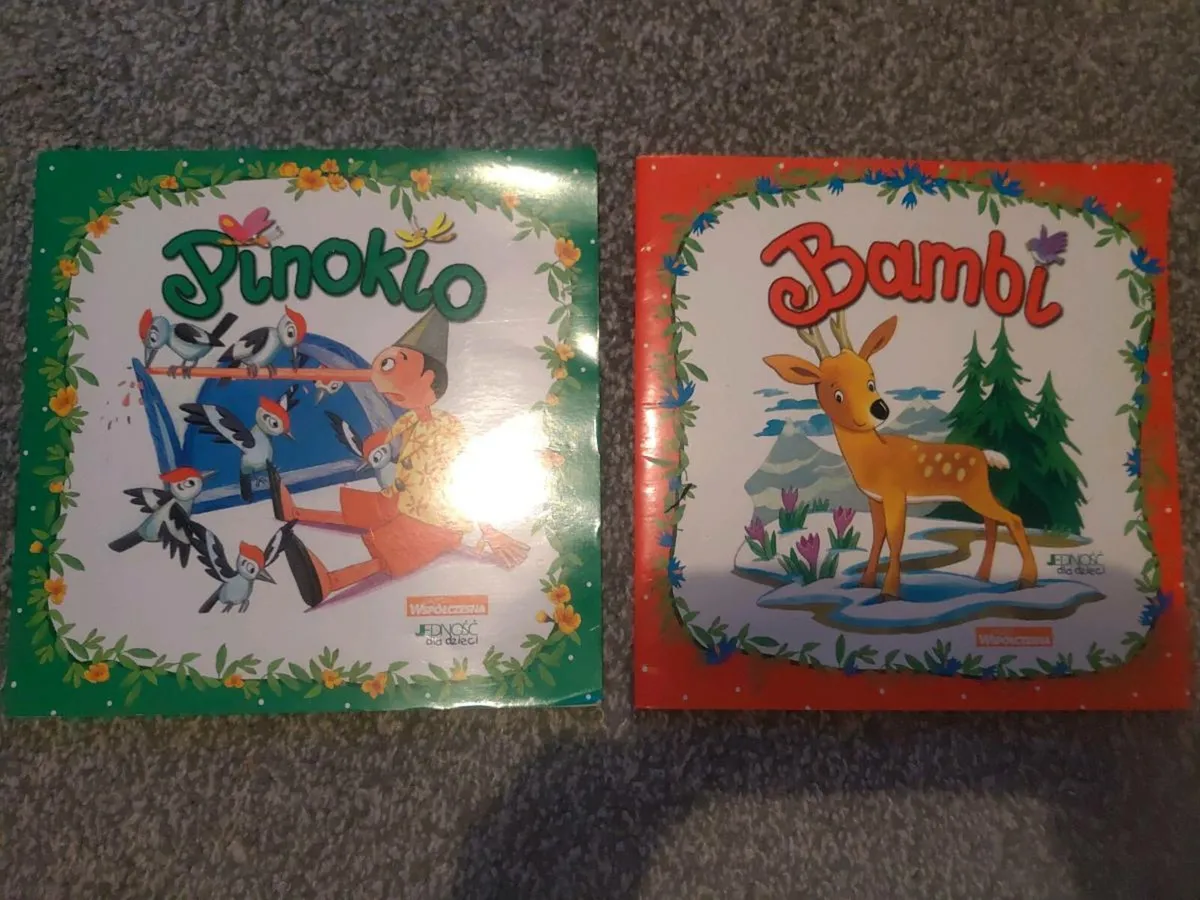 Pinokio
WSPÓŁCZESNA
JEDNOŚĆ
dla dzieci
Bambi
JEDNOŚĆ
dla dzieci
WSPÓŁCZESNA